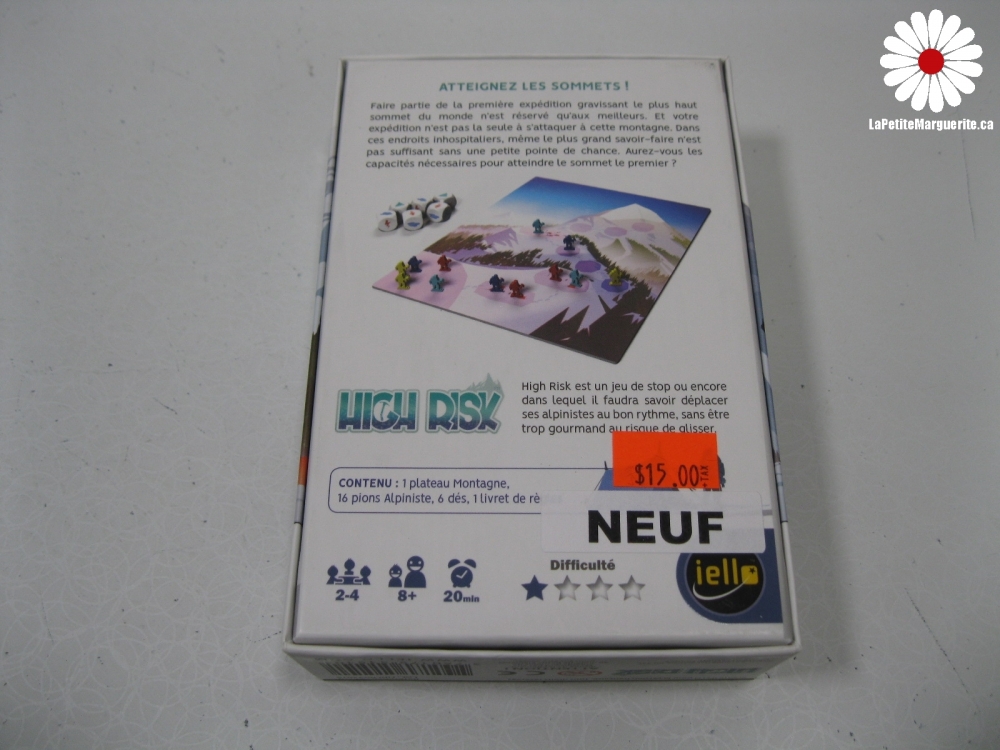 LaPetiteMarguerite.ca
ATTEIGNEZ LES SOMMETS !
Faire partie de la première expédition gravissant le plus haut
sommet du monde n'est réservé qu'aux meilleurs. Et votre
expédition n'est pas la seule à s'attaquer à cette montagne. Dans
ces endroits inhospitaliers, même le plus grand savoir-faire n'est
pas suffisant sans une petite pointe de chance. Aurez-vous les
capacités nécessaires pour atteindre le sommet le premier ?
HIGH RISK
High Risk est un jeu de stop ou encore
dans lequel il faudra savoir déplacer
ses alpinistes au bon rythme, sans être
trop gourmand au risque de glisser.
$15.00 +TAX
CONTENU : 1 plateau Montagne,
16 pions Alpiniste, 6 dés, 1 livret de
NEUF
Difficulté
2-4 8+ 20min
iello